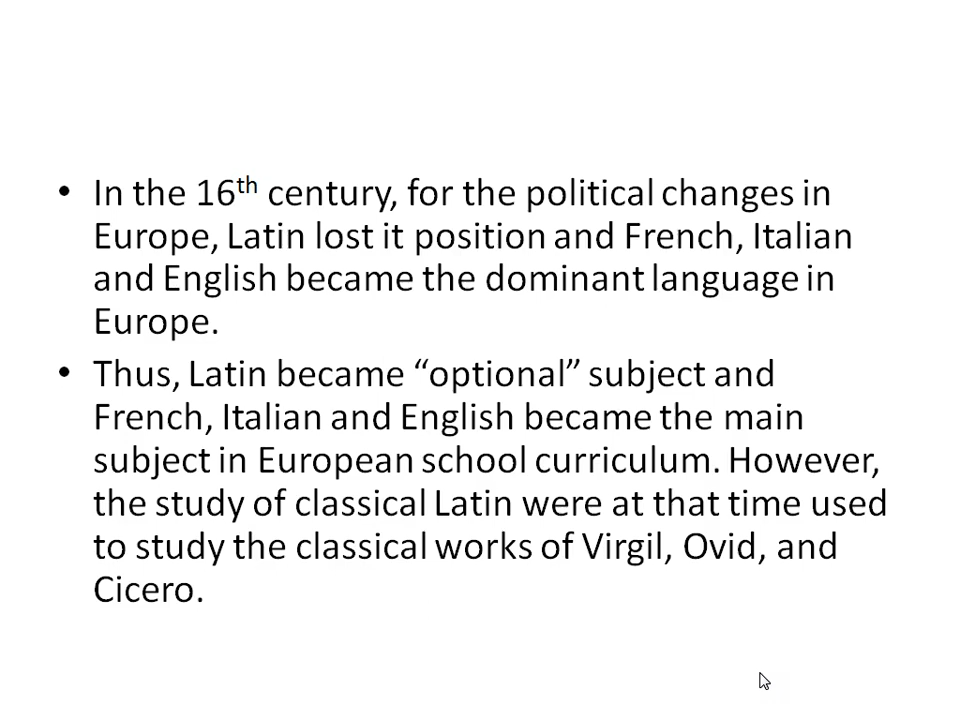 • In the 16th century, for the political changes in
Europe, Latin lost it position and French, Italian
and English became the dominant language in
Europe.
• Thus, Latin became “optional” subject and
French, Italian and English became the main
subject in European school curriculum. However,
the study of classical Latin were at that time used
to study the classical works of Virgil, Ovid, and
Cicero.